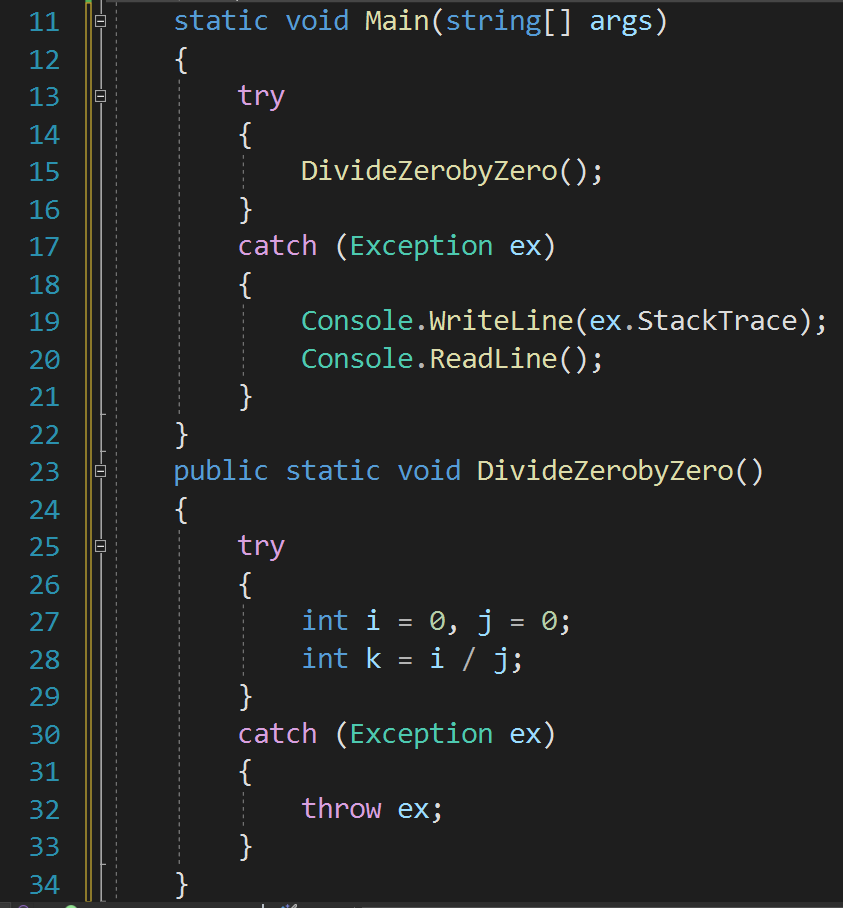 11 static void Main(string[] args)
12 {
13 try
14 {
15 DivideZerobyZero();
16 }
17 catch (Exception ex)
18 {
19 Console.WriteLine(ex.StackTrace);
20 Console.ReadLine();
21 }
22 }
23 public static void DivideZerobyZero()
24 {
25 try
26 {
27 int i = 0, j = 0;
28 int k = i / j;
29 }
30 catch (Exception ex)
31 {
32 throw ex;
33 }
34 }